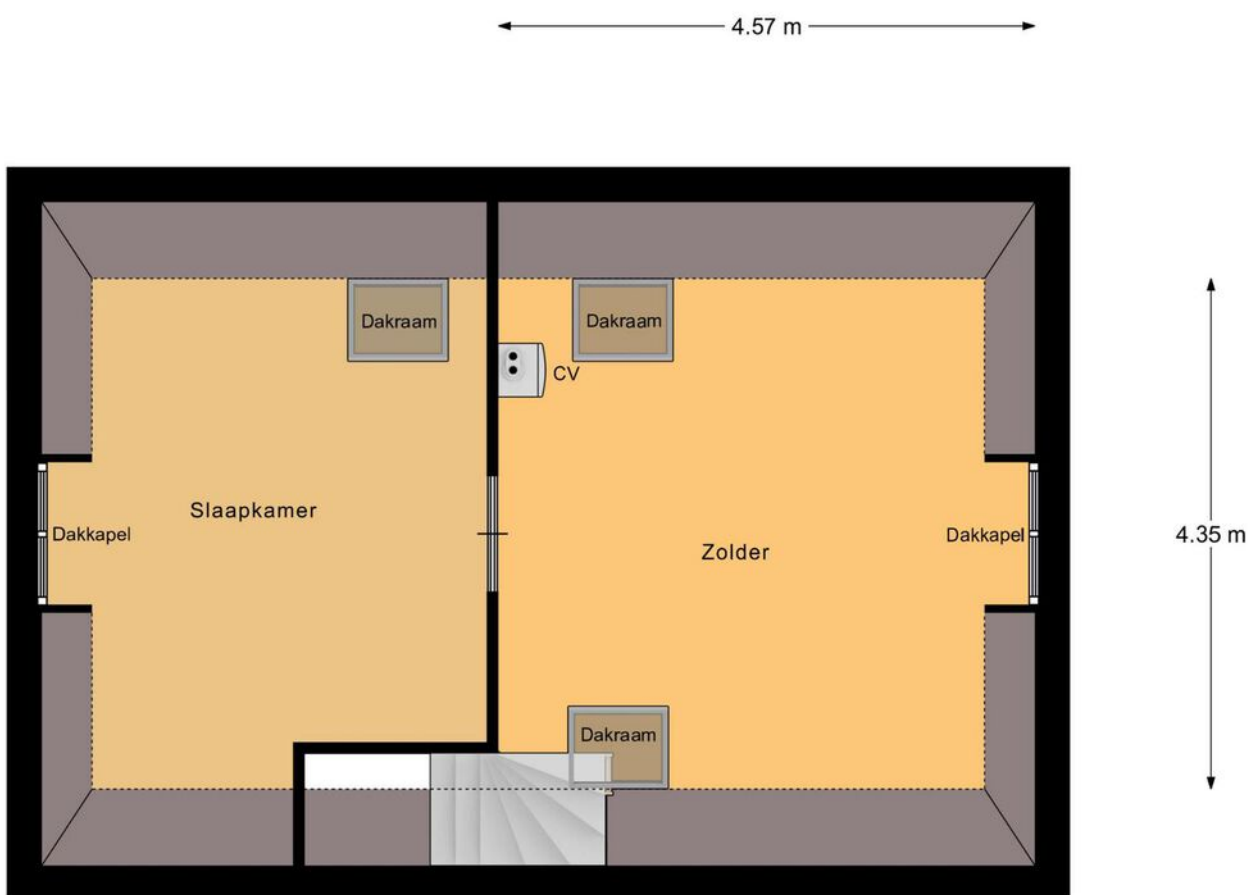 4.57 m
Dakraam
Dakraam
CV
Slaapkamer
Dakkapel
Dakkapel
4.35 m
Zolder
Dakraam